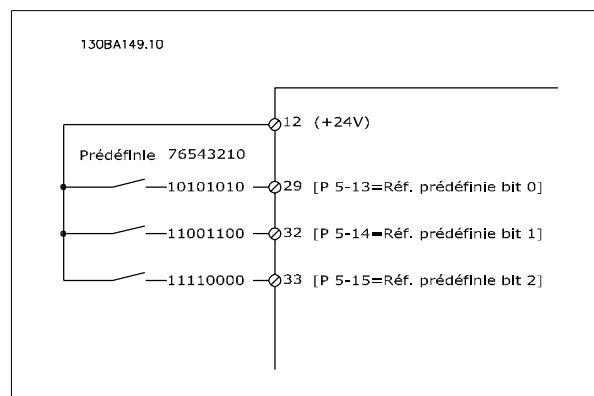 130BA149.10
12 (+24V)
Prédéfinie 76543210
10101010 29 [P 5-13=Réf. prédéfinie bit 0]
11001100 32 [P 5-14=Réf. prédéfinie bit 1]
11110000 33 [P 5-15=Réf. prédéfinie bit 2]